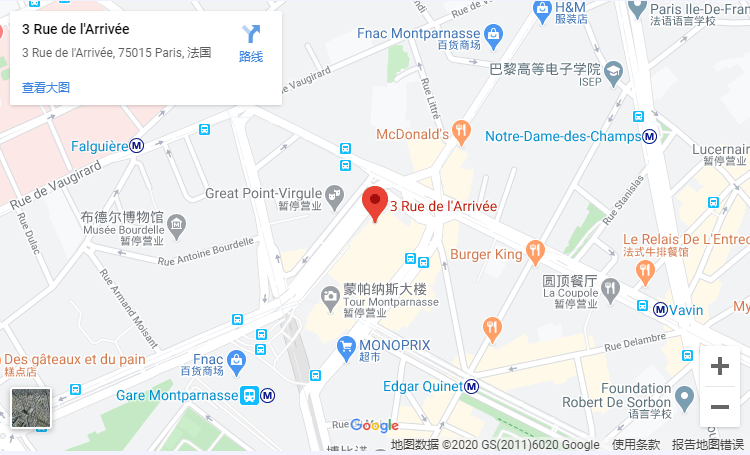 3 Rue de l'Arrivée
3 Rue de l'Arrivée, 75015 Paris, 法国
路线
查看大图
H&M
服装店
Paris Ile-De-Fran
法语语言学校
Fnac Montparnasse
百货商场
巴黎高等电子学院
ISEP
Rue de Vaugirard
Rue Littré
McDonald's
Notre-Dame-des-Champs
Falguière
Lucernair
暂停营业
Rue de Vaugirard
Great Point-Virgule
暂停营业
3 Rue de l'Arrivée
Rue Stanislas
布德尔博物馆
Musée Bourdelle
暂停营业
Rue Dulac
Rue Antoine Bourdelle
Burger King
Le Relais De L'Entrec
法式牛排餐馆
Rue Armand Moisant
蒙帕纳斯大楼
Tour Montparnasse
暂停营业
圆顶餐厅
La Coupole
暂停营业
Vavin
My
MONOPRIX
超市
Rue Delambre
Des gâteaux et du pain
糕点店
Fnac
百货商场
Gare Montparnasse
Edgar Quinet
Foundation
Robert De Sorbon
语言学校
Google
地图数据 ©2020 GS(2011)6020 Google
使用条款
报告地图错误